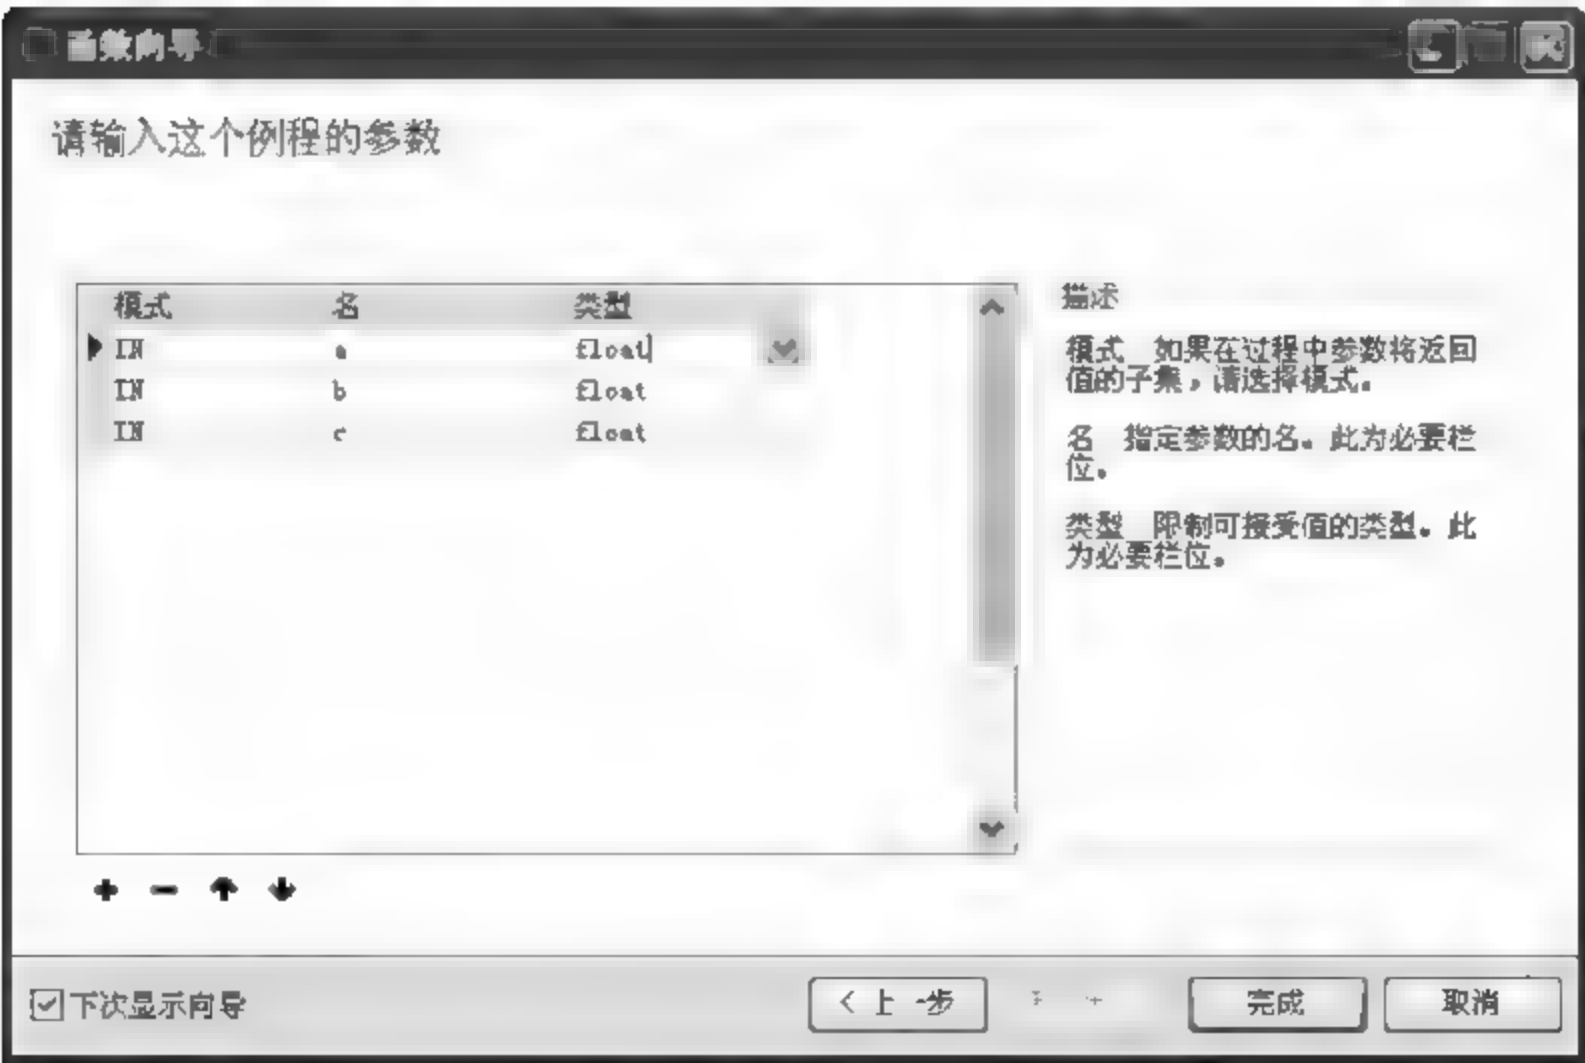 函数向导
请输入这个例程的参数
模式 名 类型
IN a float
IN b float
IN c float
描述
模式 如果在过程中参数将返回
值的子集，请选择模式。
名 指定参数的名。此为必要栏
位。
类型 限制可接受值的类型。此
为必要栏位。
下次显示向导
< 上一步
完成
取消